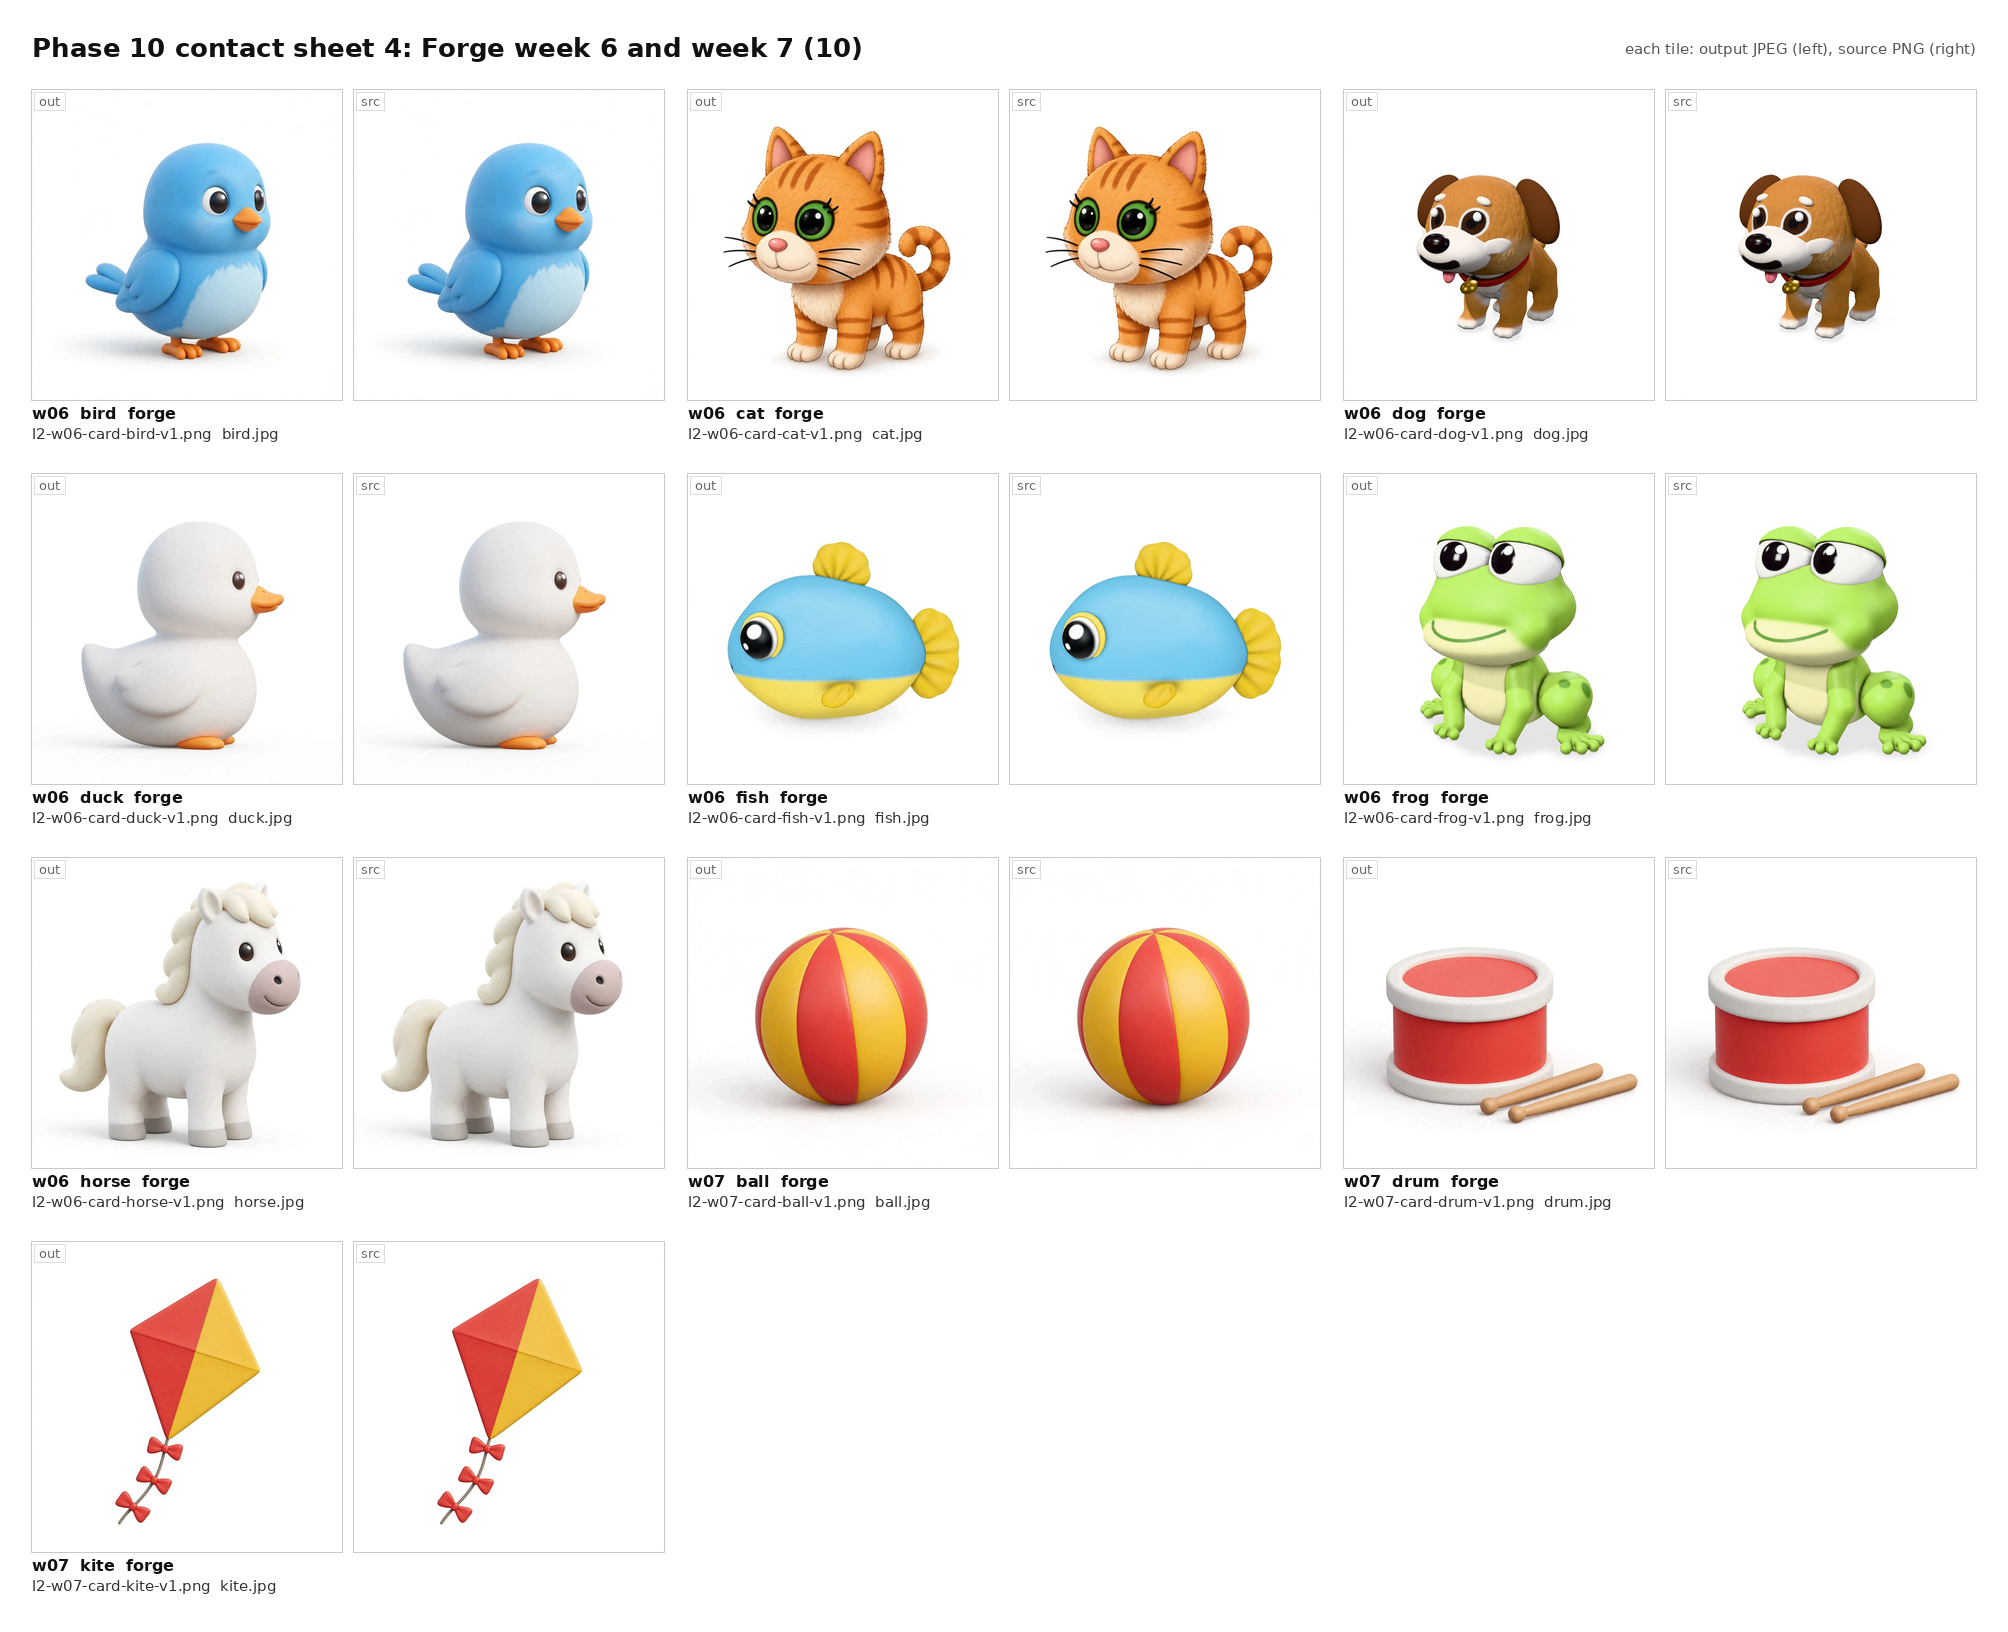 Phase 10 contact sheet 4: Forge week 6 and week 7 (10)
each tile: output JPEG (left), source PNG (right)
out src out src out src
w06 bird forge
l2-w06-card-bird-v1.png bird.jpg
w06 cat forge
l2-w06-card-cat-v1.png cat.jpg
w06 dog forge
l2-w06-card-dog-v1.png dog.jpg
out src out src out src
w06 duck forge
l2-w06-card-duck-v1.png duck.jpg
w06 fish forge
l2-w06-card-fish-v1.png fish.jpg
w06 frog forge
l2-w06-card-frog-v1.png frog.jpg
out src out src out src
w06 horse forge
l2-w06-card-horse-v1.png horse.jpg
w07 ball forge
l2-w07-card-ball-v1.png ball.jpg
w07 drum forge
l2-w07-card-drum-v1.png drum.jpg
out src
w07 kite forge
l2-w07-card-kite-v1.png kite.jpg